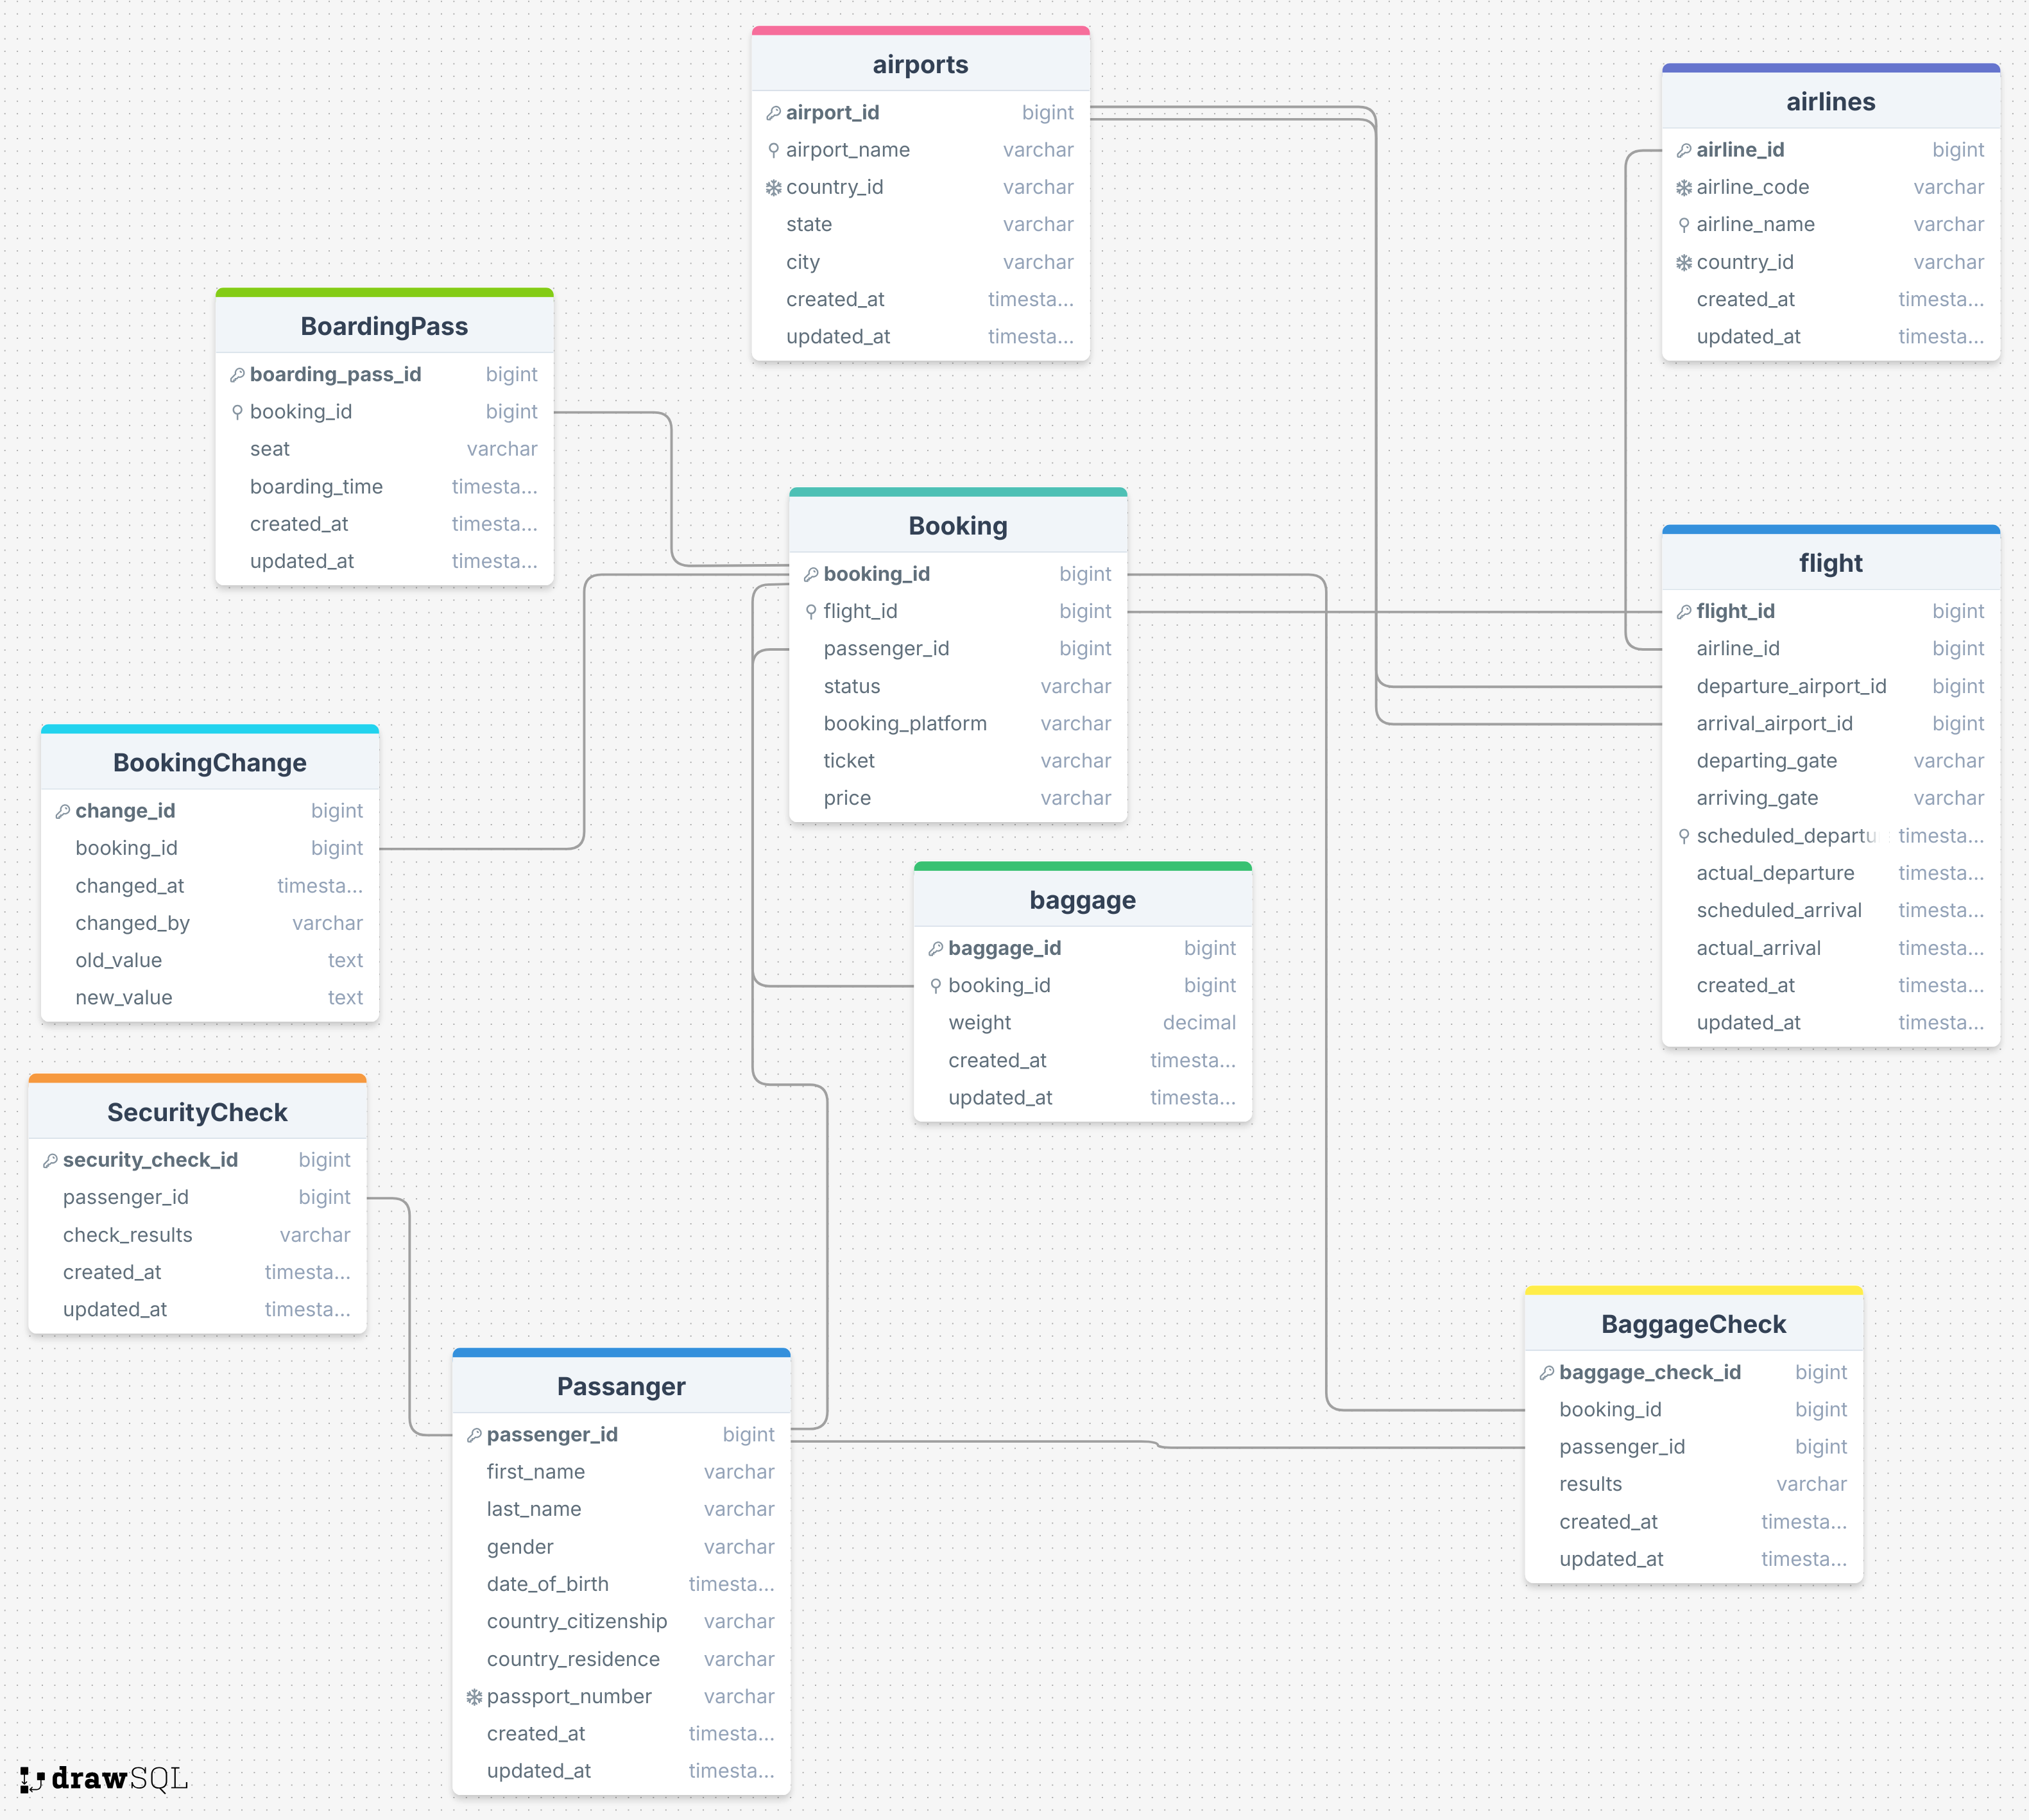 airports
airport_id bigint
airport_name varchar
country_id varchar
state varchar
city varchar
created_at timesta...
updated_at timesta...
airlines
airline_id bigint
airline_code varchar
airline_name varchar
country_id varchar
created_at timesta...
updated_at timesta...
BoardingPass
boarding_pass_id bigint
booking_id bigint
seat varchar
boarding_time timesta...
created_at timesta...
updated_at timesta...
Booking
booking_id bigint
flight_id bigint
passenger_id bigint
status varchar
booking_platform varchar
ticket varchar
price varchar
flight
flight_id bigint
airline_id bigint
departure_airport_id bigint
arrival_airport_id bigint
departing_gate varchar
arriving_gate varchar
scheduled_departu timesta...
actual_departure timesta...
scheduled_arrival timesta...
actual_arrival timesta...
created_at timesta...
updated_at timesta...
BookingChange
change_id bigint
booking_id bigint
changed_at timesta...
changed_by varchar
old_value text
new_value text
baggage
baggage_id bigint
booking_id bigint
weight decimal
created_at timesta...
updated_at timesta...
SecurityCheck
security_check_id bigint
passenger_id bigint
check_results varchar
created_at timesta...
updated_at timesta...
BaggageCheck
baggage_check_id bigint
booking_id bigint
passenger_id bigint
results varchar
created_at timesta...
updated_at timesta...
Passanger
passenger_id bigint
first_name varchar
last_name varchar
gender varchar
date_of_birth timesta...
country_citizenship varchar
country_residence varchar
passport_number varchar
created_at timesta...
updated_at timesta...
drawSQL